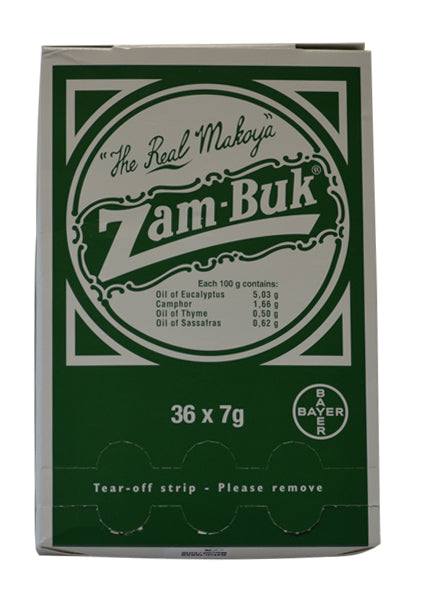 "The Real Makoya"
Zam-Buk®
Each 100 g contains:
Oil of Eucalyptus 5,03 g
Camphor 1,66 g
Oil of Thyme 0,50 g
Oil of Sassafras 0,62 g
36 x 7g
BAYER
BAYER
Tear-off strip - Please remove